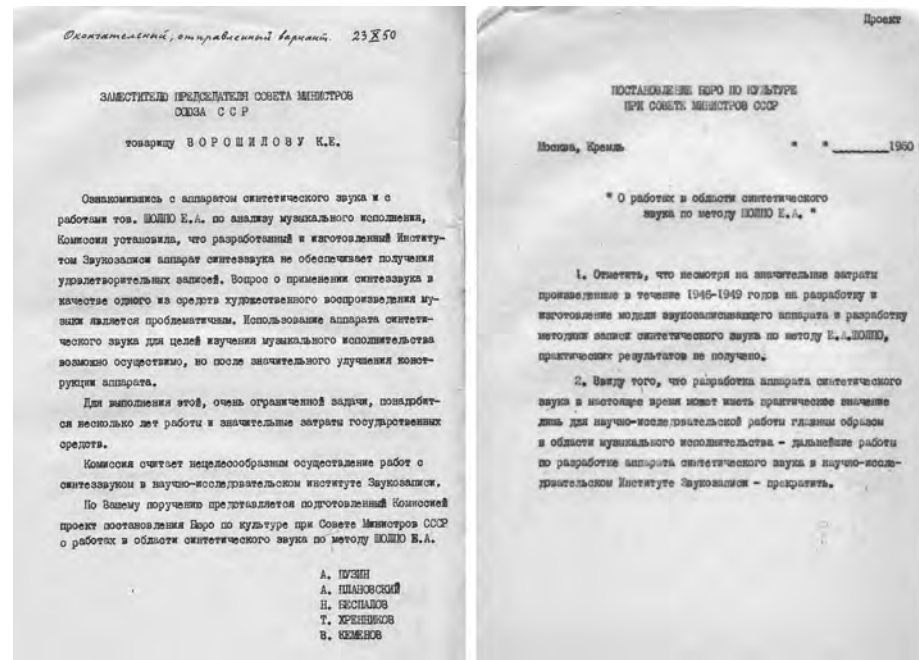 Окончательный, отправленный вариант. 23 X 50
ЗАМЕСТИТЕЛЮ ПРЕДСЕДАТЕЛЯ СОВЕТА МИНИСТРОВ
СОЮЗА С С Р
товарищу В О Р О Ш И Л О В У К.Е.
Ознакомившись с аппаратом синтетического звука и с
работами тов. ШОЛПО Е.А. по анализу музыкального исполнения,
Комиссия установила, что разработанный и изготовленный Институ-
том Звукозаписи аппарат синтезвука не обеспечивает получения
удовлетворительных записей. Вопрос о применении синтезвука в
качестве одного из средств художественного воспроизведения му-
зыки является проблематичным. Использование аппарата синтети-
ческого звука для целей изучения музыкального исполнительства
возможно осуществимо, но после значительного улучшения конст-
рукции аппарата.
Для выполнения этой, очень ограниченной задачи, понадобит-
ся несколько лет работы и значительные затраты государственных
средств.
Комиссия считает нецелесообразным осуществление работ с
синтеззвуком в научно-исследовательском институте Звукозаписи.
По Вашему поручению представляется подготовленный Комиссией
проект постановления Бюро по культуре при Совете Министров СССР
о работах в области синтетического звука по методу ШОЛПО Е.А.
А. ПУЗИН
А. ПЛАНОВСКИЙ
Н. БЕСПАЛОВ
Т. ХРЕННИКОВ
В. КЕМЕНОВ
Проект
ПОСТАНОВЛЕНИЕ БЮРО ПО КУЛЬТУРЕ
ПРИ СОВЕТЕ МИНИСТРОВ СССР
Москва, Кремль " " ________1950
" О работах в области синтетического
звука по методу ШОЛПО Е.А. "
1. Отметить, что несмотря на значительные затраты
произведенные в течение 1946-1949 годов на разработку и
изготовление модели звукозаписывающего аппарата и разработку
методики записи синтетического звука по методу Е.А.ШОЛПО,
практических результатов не получено.
2. Ввиду того, что разработка аппарата синтетического
звука в настоящее время может иметь практическое значение
лишь для научно-исследовательской работы главным образом
в области музыкального исполнительства - дальнейшие работы
по разработке аппарата синтетического звука в научно-иссле-
довательском Институте Звукозаписи - прекратить.